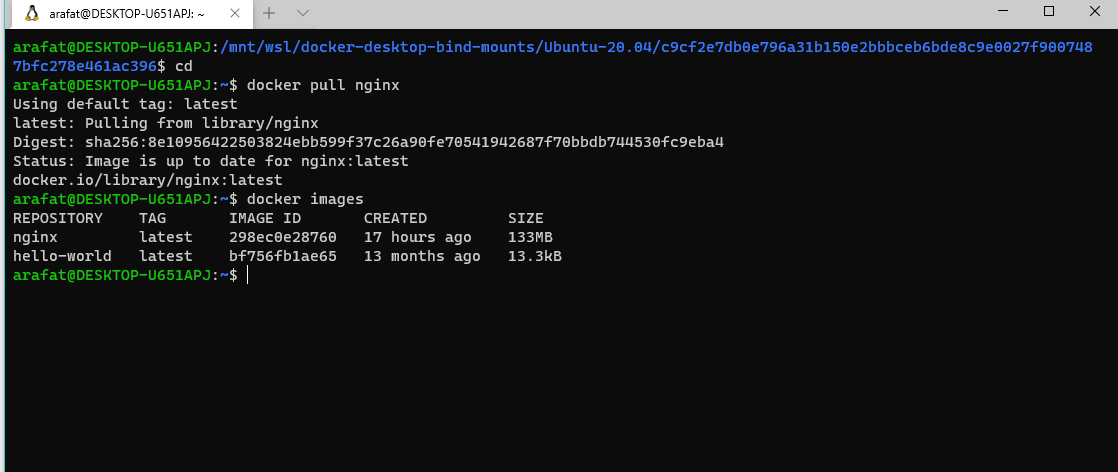 arafat@DESKTOP-U651APJ: ~
arafat@DESKTOP-U651APJ:/mnt/wsl/docker-desktop-bind-mounts/Ubuntu-20.04/c9cf2e7db0e796a31b150e2bbbceb6bde8c9e0027f900748
7bfc278e461ac396$ cd
arafat@DESKTOP-U651APJ:~$ docker pull nginx
Using default tag: latest
latest: Pulling from library/nginx
Digest: sha256:8e10956422503824ebb599f37c26a90fe70541942687f70bbdb744530fc9eba4
Status: Image is up to date for nginx:latest
docker.io/library/nginx:latest
arafat@DESKTOP-U651APJ:~$ docker images
REPOSITORY    TAG       IMAGE ID       CREATED         SIZE
nginx         latest    298ec0e28760   17 hours ago    133MB
hello-world   latest    bf756fb1ae65   13 months ago   13.3kB
arafat@DESKTOP-U651APJ:~$